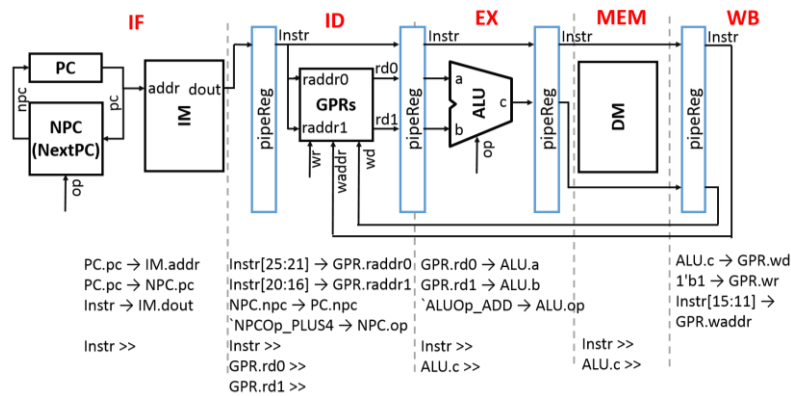 IF
ID
EX
MEM
WB
Instr
Instr
Instr
Instr
PC
npc
pc
NPC
(NextPC)
op
addr
dout
IM
pipeReg
raddr0
GPRs
raddr1
rd0
rd1
wr
waddr
wd
pipeReg
a
b
c
ALU
op
pipeReg
DM
pipeReg
PC.pc → IM.addr
PC.pc → NPC.pc
Instr → IM.dout
Instr >>
Instr[25:21] → GPR.raddr0
Instr[20:16] → GPR.raddr1
NPC.npc → PC.npc
`NPCOp_PLUS4 → NPC.op
Instr >>
GPR.rd0 >>
GPR.rd1 >>
GPR.rd0 → ALU.a
GPR.rd1 → ALU.b
`ALUOp_ADD → ALU.op
Instr >>
ALU.c >>
Instr >>
ALU.c >>
ALU.c → GPR.wd
1'b1 → GPR.wr
Instr[15:11] →
GPR.waddr